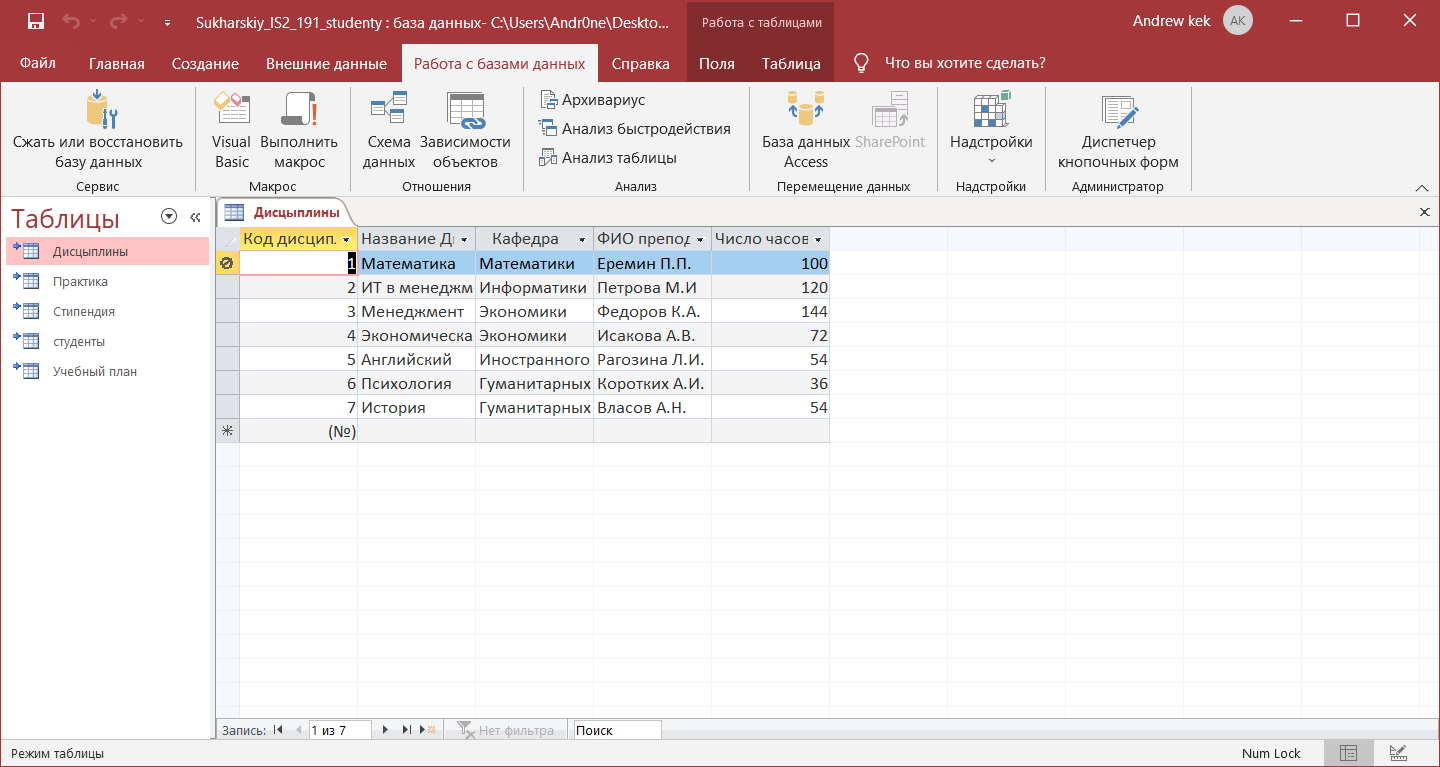 Sukharskiy_IS2_191_studenty : база данных- C:\Users\Andr0ne\Deskto...
Работа с таблицами
Andrew kek
AK
Файл
Главная
Создание
Внешние данные
Работа с базами данных
Справка
Поля
Таблица
Что вы хотите сделать?
Сжать или восстановить
базу данных
Сервис
Visual
Basic
Выполнить
макрос
Макрос
Схема
данных
Зависимости
объектов
Отношения
Архивариус
Анализ быстродействия
Анализ таблицы
Анализ
База данных
Access
SharePoint
Перемещение данных
Надстройки
Надстройки
Диспетчер
кнопочных форм
Администратор
Таблицы
Дисцыплины
Практика
Стипендия
студенты
Учебный план
Дисцыплины
Код дисцип. Название Ди Кафедра ФИО препод Число часов
1 Математика Математики Еремин П.П. 100
2 ИТ в менеджм Информатики Петрова М.И 120
3 Менеджмент Экономики Федоров К.А. 144
4 Экономическа Экономики Исакова А.В. 72
5 Английский Иностранного Рагозина Л.И. 54
6 Психология Гуманитарных Коротких А.И. 36
7 История Гуманитарных Власов А.Н. 54
(№)
Запись: 1 из 7 Нет фильтра Поиск
Режим таблицы
Num Lock